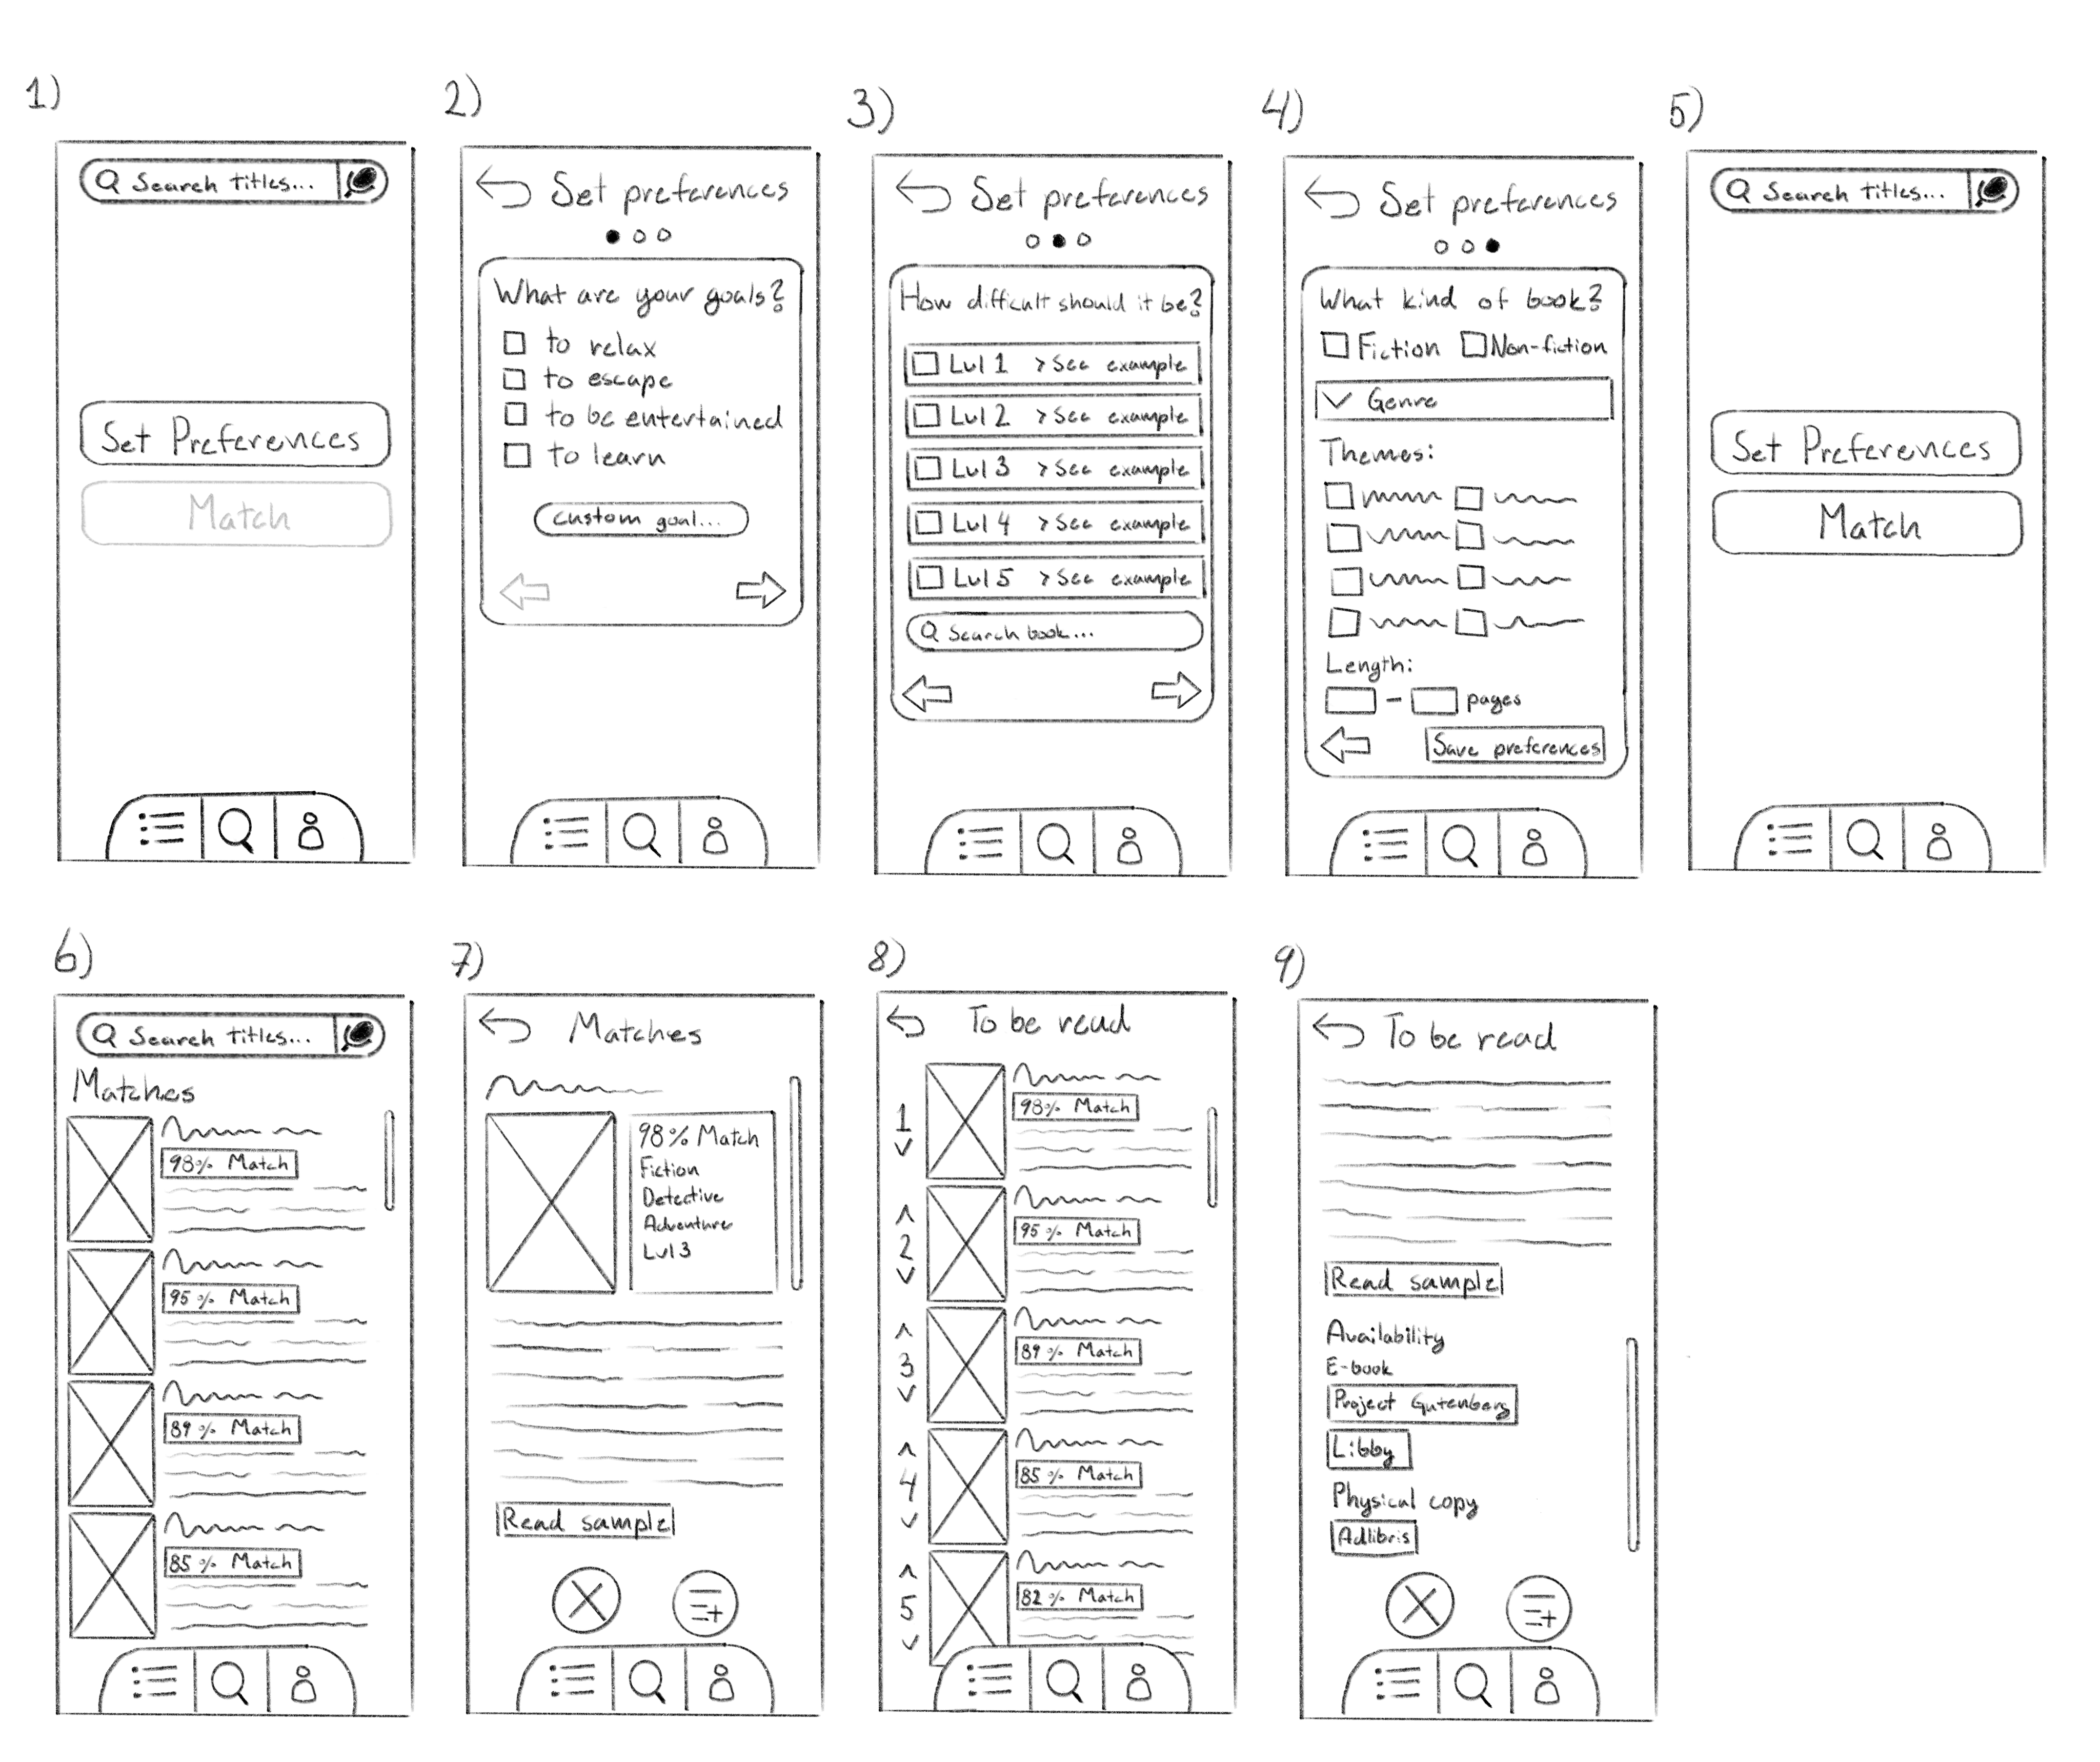 1)
Search titles...
Set Preferences
Match
2)
Set preferences
What are your goals?
to relax
to escape
to be entertained
to learn
custom goal...
3)
Set preferences
How difficult should it be?
Lvl 1 > See example
Lvl 2 > See example
Lvl 3 > See example
Lvl 4 > See example
Lvl 5 > See example
Search book...
4)
Set preferences
What kind of book?
Fiction Non-fiction
Genre
Themes:
Length:
- pages
Save preferences
5)
Search titles...
Set Preferences
Match
6)
Search titles...
Matches
98% Match
95% Match
89% Match
85% Match
7)
Matches
98% Match
Fiction
Detective
Adventure
Lvl 3
Read sample
8)
To be read
1
98% Match
2
95% Match
3
89% Match
4
85% Match
5
82% Match
9)
To be read
Read sample
Availability
E-book
Project Gutenberg
Libby
Physical copy
Adlibris